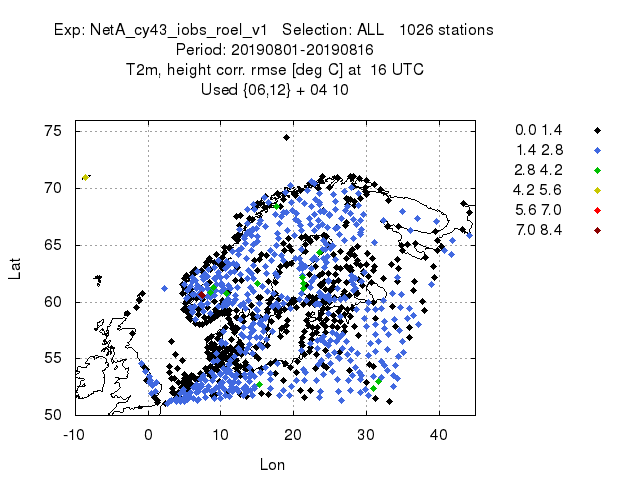 Exp: NetA_cy43_iobs_roel_v1 Selection: ALL 1026 stations
Period: 20190801-20190816
T2m, height corr. rmse [deg C] at 16 UTC
Used {06,12} + 04 10
75
70
65
60
55
50
Lat
-10 0 10 20 30 40
Lon
0.0 1.4
1.4 2.8
2.8 4.2
4.2 5.6
5.6 7.0
7.0 8.4